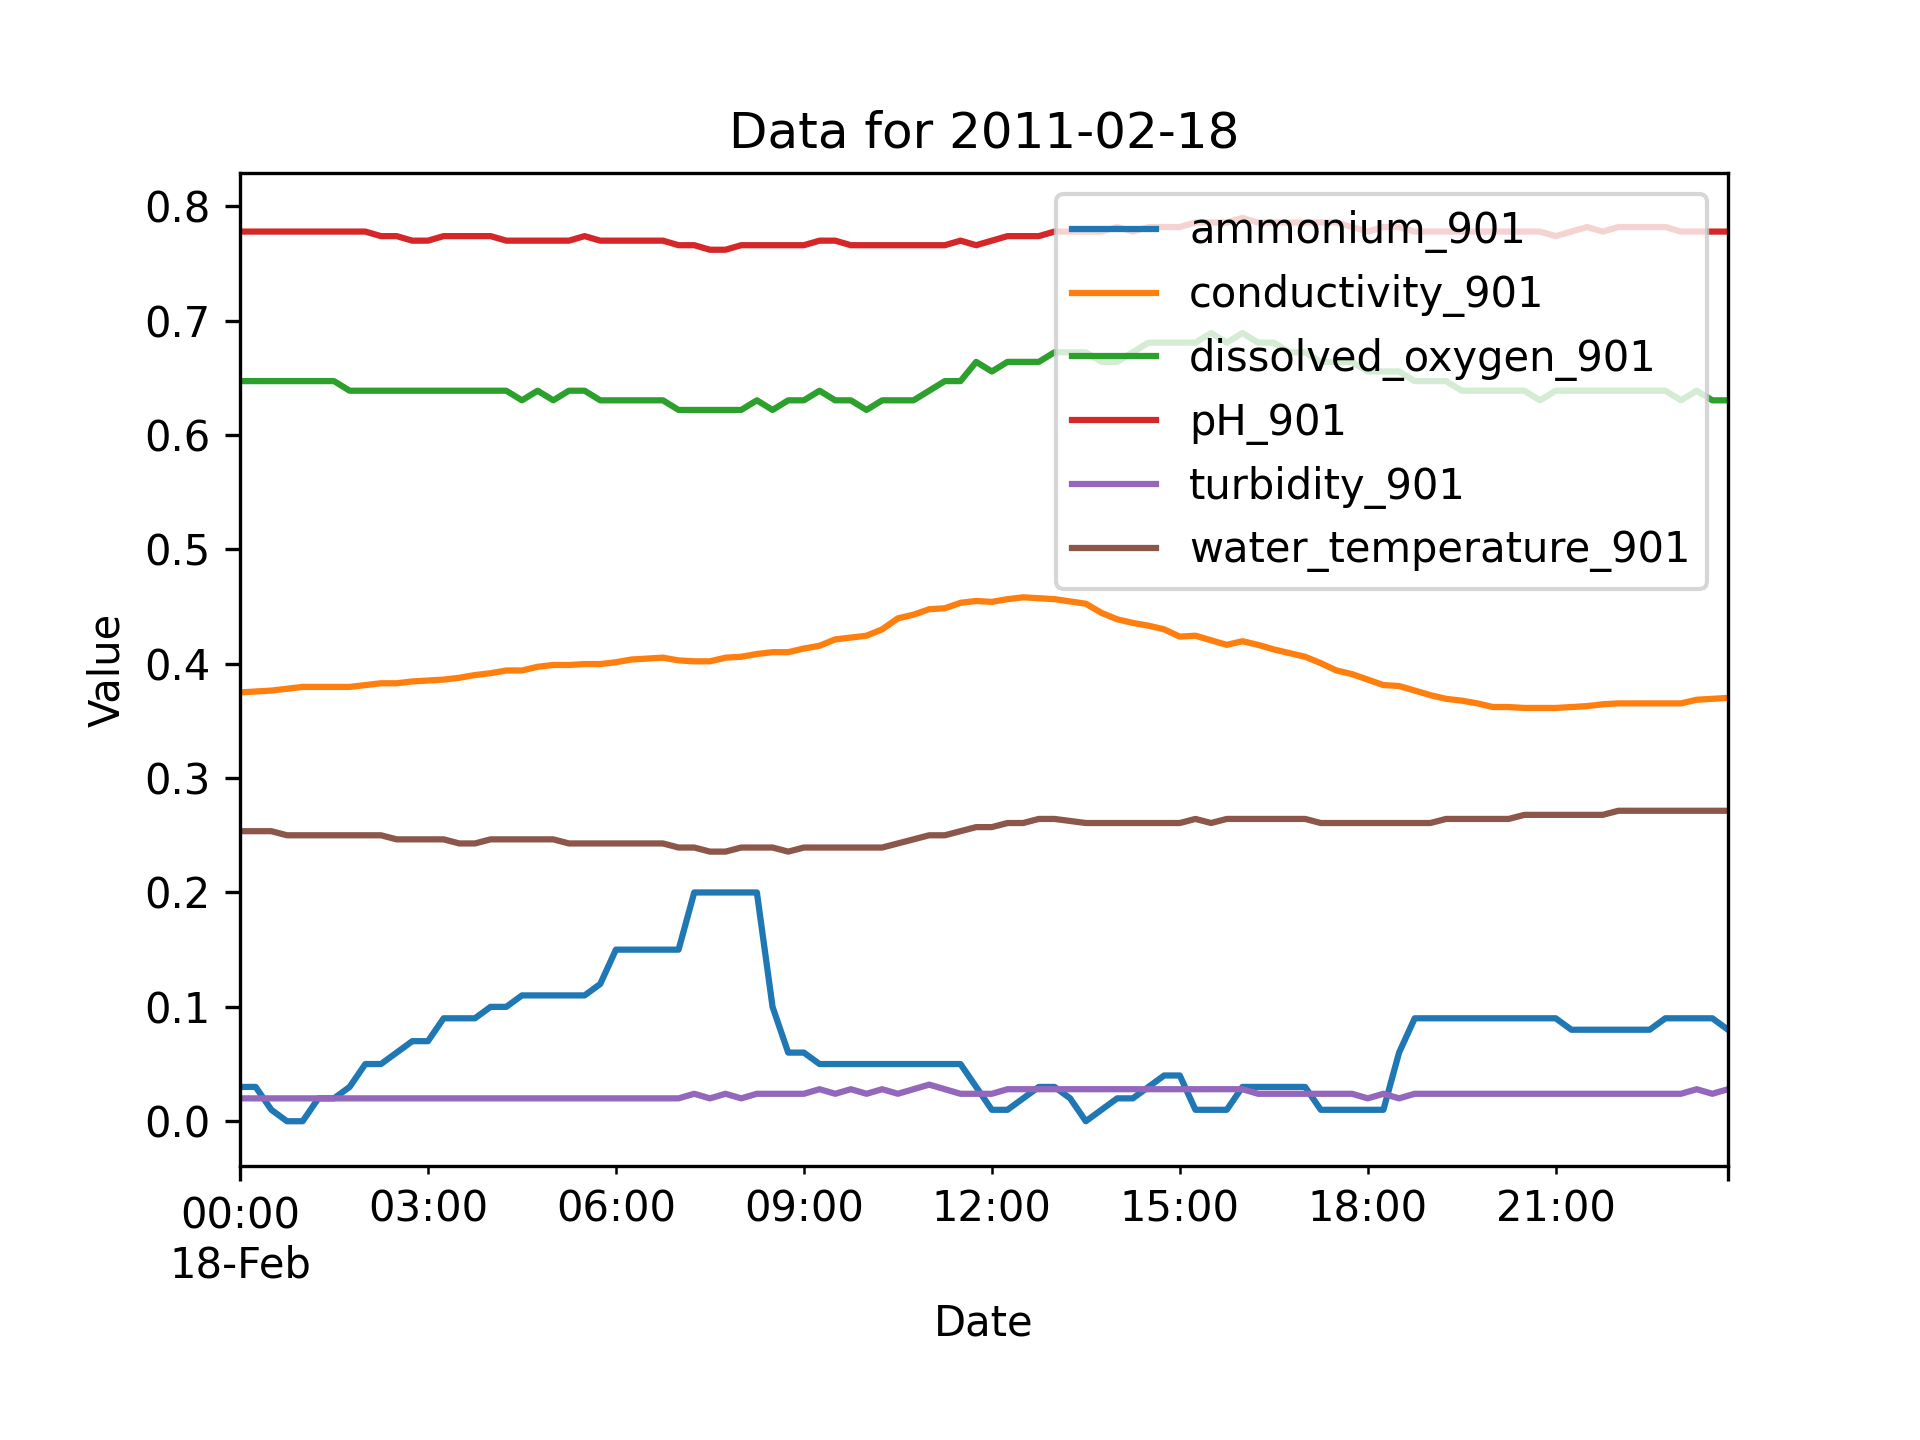 Data for 2011-02-18
0.8
0.7
0.6
0.5
0.4
0.3
0.2
0.1
0.0
Value
ammonium_901
conductivity_901
dissolved_oxygen_901
pH_901
turbidity_901
water_temperature_901
00:00 03:00 06:00 09:00 12:00 15:00 18:00 21:00
18-Feb
Date